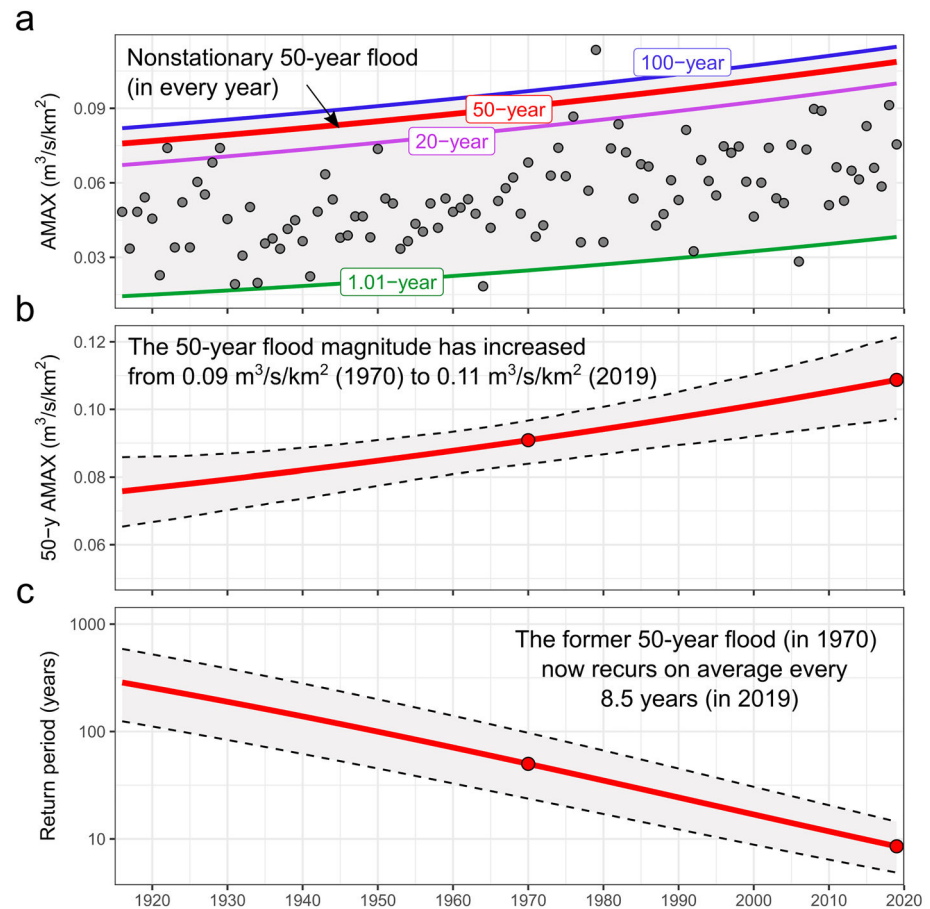 a
Nonstationary 50-year flood
(in every year)
100−year
50−year
20−year
1.01−year
0.09
0.06
0.03
AMAX (m³/s/km²)
b
The 50-year flood magnitude has increased
from 0.09 m³/s/km² (1970) to 0.11 m³/s/km² (2019)
0.12
0.10
0.08
0.06
50−y AMAX (m³/s/km²)
c
The former 50-year flood (in 1970)
now recurs on average every
8.5 years (in 2019)
1000
100
10
Return period (years)
1920 1930 1940 1950 1960 1970 1980 1990 2000 2010 2020